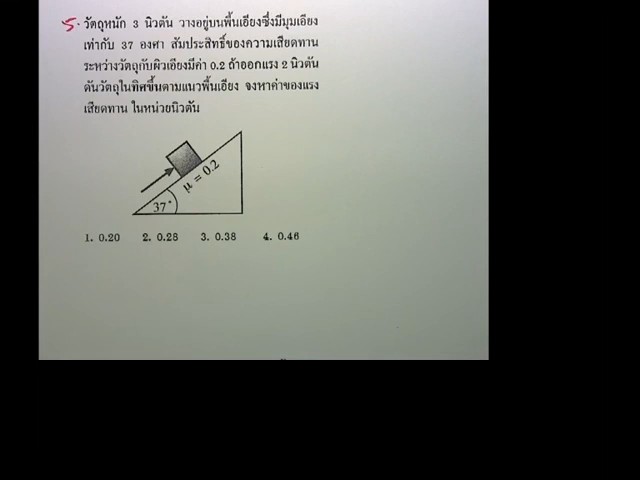 5. วัตถุหนัก 3 นิวตัน วางอยู่บนพื้นเอียงซึ่งมีมุมเอียง
เท่ากับ 37 องศา สัมประสิทธิ์ของความเสียดทาน
ระหว่างวัตถุกับผิวเอียงมีค่า 0.2 ถ้าออกแรง 2 นิวตัน
ดันวัตถุในทิศขึ้นตามแนวพื้นเอียง จงหาค่าของแรง
เสียดทาน ในหน่วยนิวตัน
μ = 0.2
37°
1. 0.20 2. 0.28 3. 0.38 4. 0.46